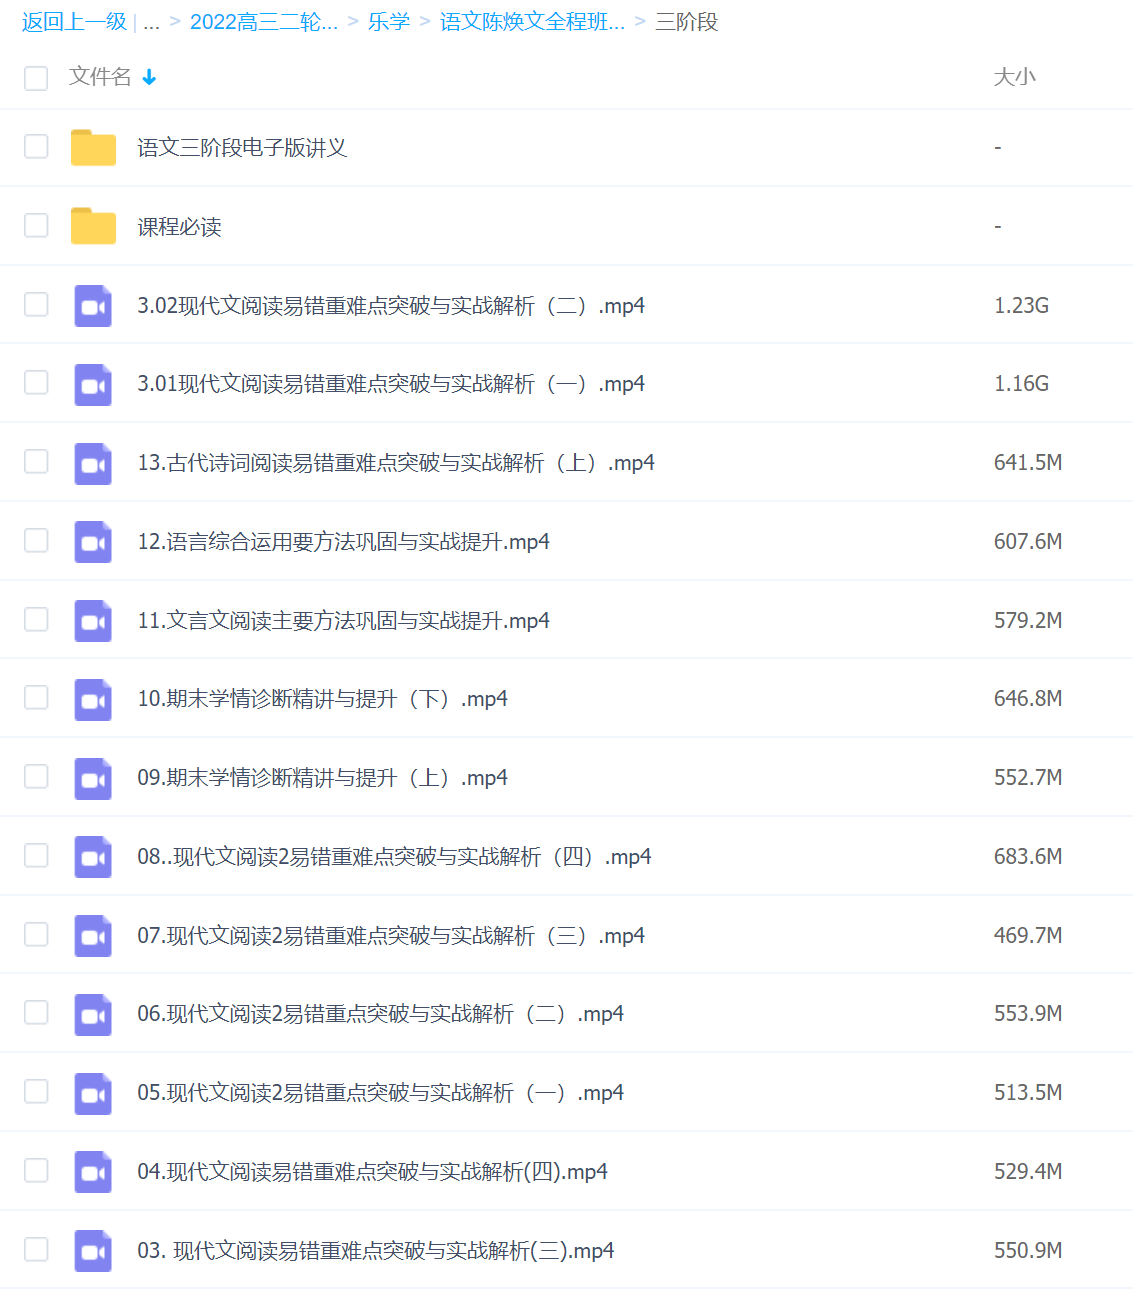 返回上一级 | ... > 2022高三二轮... > 乐学 > 语文陈焕文全程班... > 三阶段
文件名 大小
语文三阶段电子版讲义 -
课程必读 -
3.02现代文阅读易错重难点突破与实战解析（二）.mp4 1.23G
3.01现代文阅读易错重难点突破与实战解析（一）.mp4 1.16G
13.古代诗词阅读易错重难点突破与实战解析（上）.mp4 641.5M
12.语言综合运用要方法巩固与实战提升.mp4 607.6M
11.文言文阅读主要方法巩固与实战提升.mp4 579.2M
10.期末学情诊断精讲与提升（下）.mp4 646.8M
09.期末学情诊断精讲与提升（上）.mp4 552.7M
08..现代文阅读2易错重难点突破与实战解析（四）.mp4 683.6M
07.现代文阅读2易错重难点突破与实战解析（三）.mp4 469.7M
06.现代文阅读2易错重点突破与实战解析（二）.mp4 553.9M
05.现代文阅读2易错重点突破与实战解析（一）.mp4 513.5M
04.现代文阅读易错重难点突破与实战解析(四).mp4 529.4M
03. 现代文阅读易错重难点突破与实战解析(三).mp4 550.9M